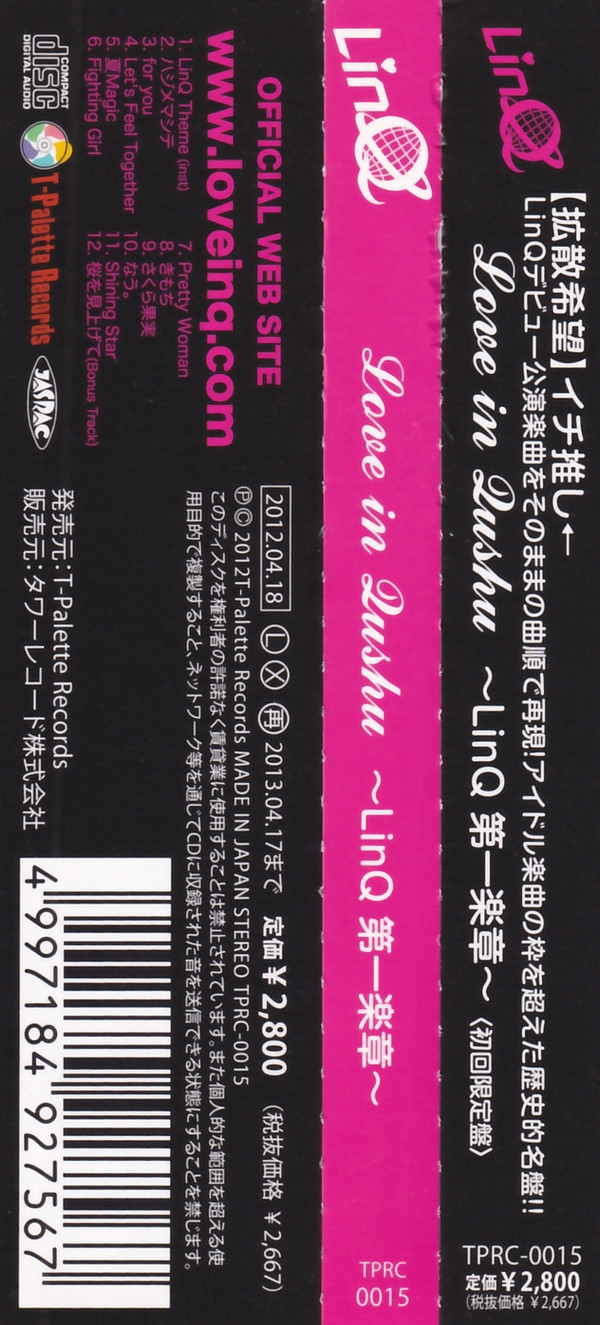 LinQ
【拡散希望】イチ推し←
LinQデビュー公演楽曲をそのままの曲順で再現!アイドル楽曲の枠を超えた歴史的名盤!!
Love in Qushu ～LinQ 第一楽章～ 〈初回限定盤〉
TPRC-0015
定価¥2,800
(税抜価格 ¥2,667)
LinQ
Love in Qushu ～LinQ 第一楽章～
TPRC
0015
OFFICIAL WEB SITE
www.loveinq.com
1. LinQ Theme (inst)
2. ハジメマシテ
3. for you
4. Let's Feel Together
5. 夏Magic
6. Fighting Girl
7. Pretty Woman
8. きもち
9. さくら果実
10. なう。
11. Shining Star
12. 桜を見上げて(Bonus Track)
COMPACT
disc
DIGITAL AUDIO
T-Palette Records
JASRAC
2012.04.18 Ⓛ Ⓧ 再 2013.04.17まで 定価¥2,800 (税抜価格 ¥2,667)
ⓅⒸ 2012T-Palette Records MADE IN JAPAN STEREO TPRC-0015
このディスクを権利者の許諾なく賃貸業に使用することは禁止されています。また個人的な範囲を超える使
用目的で複製すること、ネットワーク等を通じてCDに収録された音を送信できる状態にすることを禁じます。
発売元:T-Palette Records
販売元:タワーレコード株式会社
4 997184 927567